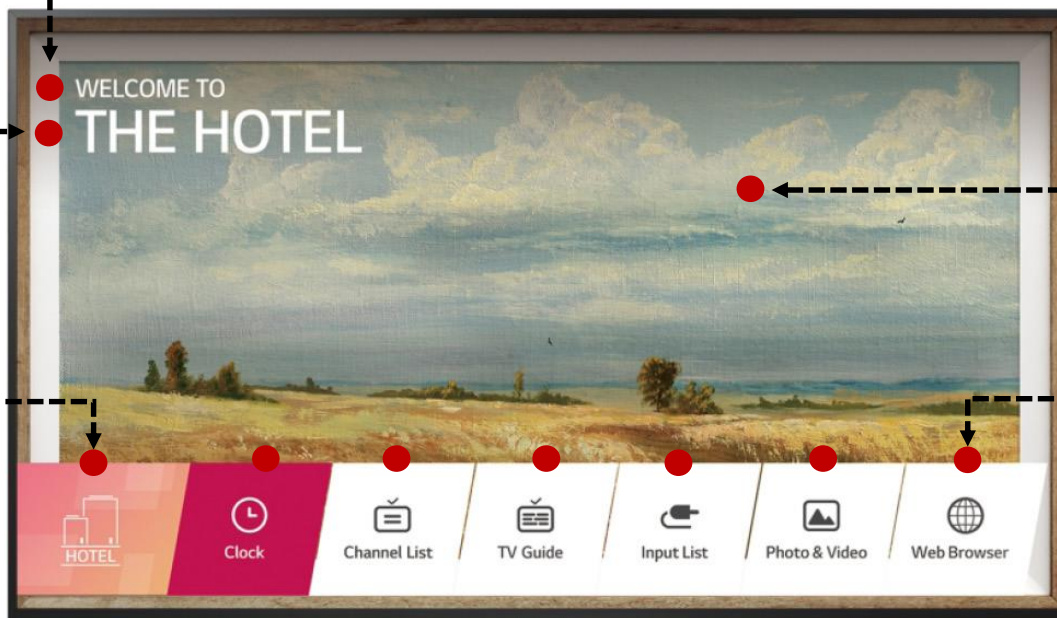 WELCOME TO
THE HOTEL
HOTEL
Clock
Channel List
TV Guide
Input List
Photo & Video
Web Browser